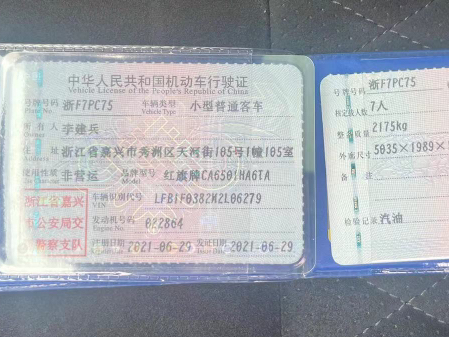 中华人民共和国机动车行驶证
Vehicle License of the People's Republic of China
号牌号码 浙F7PC75 车辆类型 小型普通客车
Plate No. Vehicle Type
所有人 李建兵
Owner
住址 浙江省嘉兴市秀洲区天河街105号1幢105室
Address
使用性质 非营运 品牌型号 红旗牌CA6501HA6TA
浙江省嘉兴
市公安局交
警察支队
车辆识别代号 LFB1F0382M2L06279
VIN
发动机号码 002864
Engine No.
注册日期 2021-06-29 发证日期 2021-06-29
Register Date Issue Date
号牌号码 浙F7PC75
核定载人数 7人
整备质量 2175kg
外廓尺寸 5035×1989×
备注
检验记录 汽油